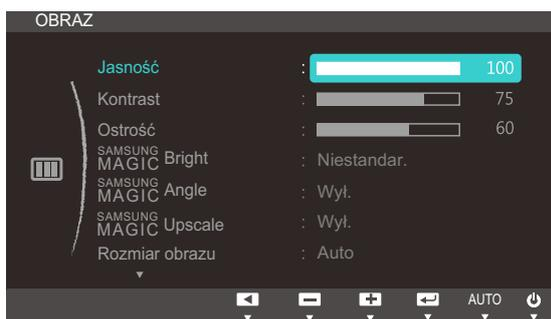 OBRAZ
Jasność : 100
Kontrast : 75
Ostrość : 60
SAMSUNG MAGIC Bright : Niestandar.
SAMSUNG MAGIC Angle : Wył.
SAMSUNG MAGIC Upscale : Wył.
Rozmiar obrazu : Auto
AUTO